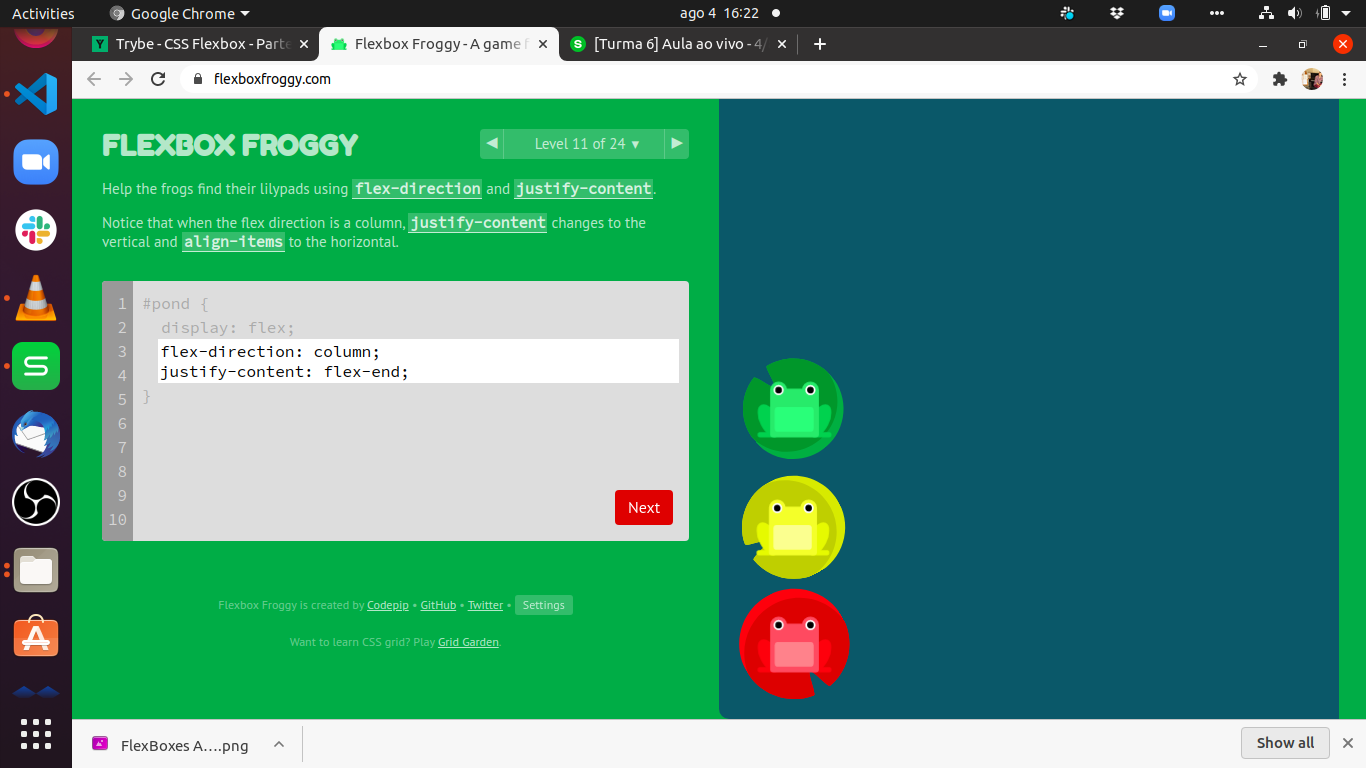 Activities
Google Chrome
ago 4 16:22
Trybe - CSS Flexbox - Parte
Flexbox Froggy - A game f
[Turma 6] Aula ao vivo - 4/
flexboxfroggy.com
FLEXBOX FROGGY
Level 11 of 24 ▾
Help the frogs find their lilypads using flex-direction and justify-content.
Notice that when the flex direction is a column, justify-content changes to the
vertical and align-items to the horizontal.
1 #pond {
2 display: flex;
3 flex-direction: column;
4 justify-content: flex-end;
5 }
6
7
8
9
10
Next
Flexbox Froggy is created by Codepip • GitHub • Twitter • Settings
Want to learn CSS grid? Play Grid Garden.
FlexBoxes A....png
Show all